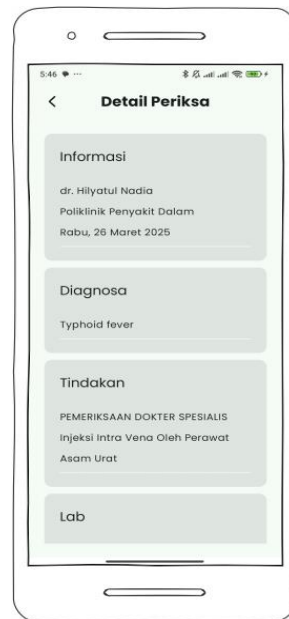 5:46
Detail Periksa
Informasi
dr. Hilyatul Nadia
Poliklinik Penyakit Dalam
Rabu, 26 Maret 2025
Diagnosa
Typhoid fever
Tindakan
PEMERIKSAAN DOKTER SPESIALIS
Injeksi Intra Vena Oleh Perawat
Asam Urat
Lab